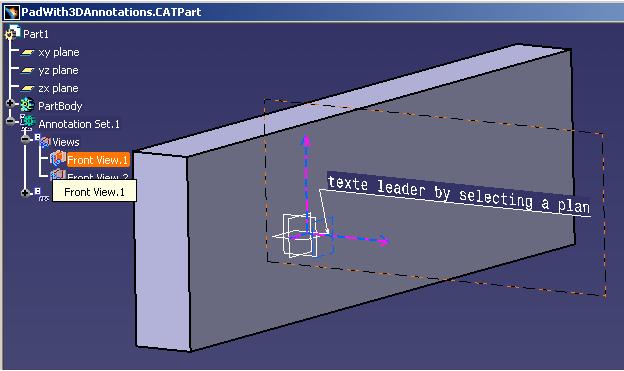 PadWith3DAnnotations.CATPart
Part1
xy plane
yz plane
zx plane
PartBody
Annotation Set.1
Views
Front View.1
Front View.2
Front View.1
texte leader by selecting a plan